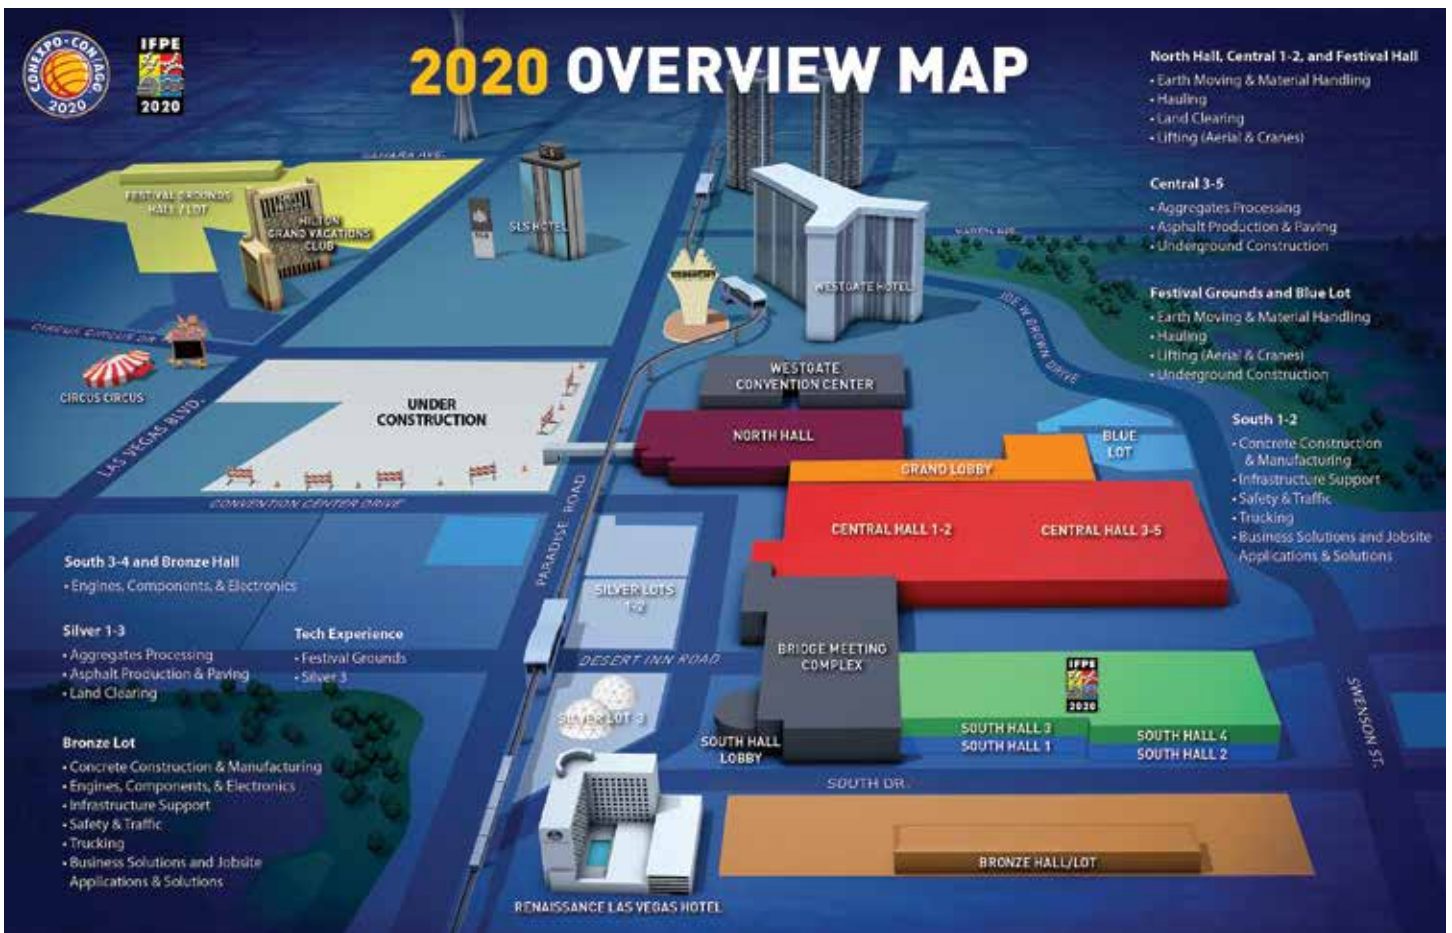 CONEXPO-CON/AGG
2020
IFPE
2020
2020 OVERVIEW MAP
North Hall, Central 1-2, and Festival Hall
• Earth Moving & Material Handling
• Hauling
• Land Clearing
• Lifting (Aerial & Cranes)
Central 3-5
• Aggregates Processing
• Asphalt Production & Paving
• Underground Construction
Festival Grounds and Blue Lot
• Earth Moving & Material Handling
• Hauling
• Lifting (Aerial & Cranes)
• Underground Construction
South 1-2
• Concrete Construction
& Manufacturing
• Infrastructure Support
• Safety & Traffic
• Trucking
• Business Solutions and Jobsite
Applications & Solutions
SAHARA AVE.
FESTIVAL GROUNDS
HALL / LOT
HILTON
GRAND VACATIONS
CLUB
SLS HOTEL
WESTGATE HOTEL
JOE W BROWN DRIVE
CIRCUS CIRCUS DR.
CIRCUS CIRCUS
LAS VEGAS BLVD.
UNDER
CONSTRUCTION
WESTGATE
CONVENTION CENTER
NORTH HALL
BLUE
LOT
GRAND LOBBY
CONVENTION CENTER DRIVE
PARADISE ROAD
CENTRAL HALL 1-2
CENTRAL HALL 3-5
SILVER LOTS
1-2
DESERT INN ROAD
BRIDGE MEETING
COMPLEX
IFPE
2020
SILVER LOT 3
SOUTH HALL
LOBBY
SOUTH HALL 3
SOUTH HALL 1
SOUTH HALL 4
SOUTH HALL 2
SWENSON ST.
SOUTH DR.
BRONZE HALL/LOT
RENAISSANCE LAS VEGAS HOTEL
South 3-4 and Bronze Hall
• Engines, Components, & Electronics
Silver 1-3
• Aggregates Processing
• Asphalt Production & Paving
• Land Clearing
Tech Experience
• Festival Grounds
• Silver 3
Bronze Lot
• Concrete Construction & Manufacturing
• Engines, Components, & Electronics
• Infrastructure Support
• Safety & Traffic
• Trucking
• Business Solutions and Jobsite
Applications & Solutions